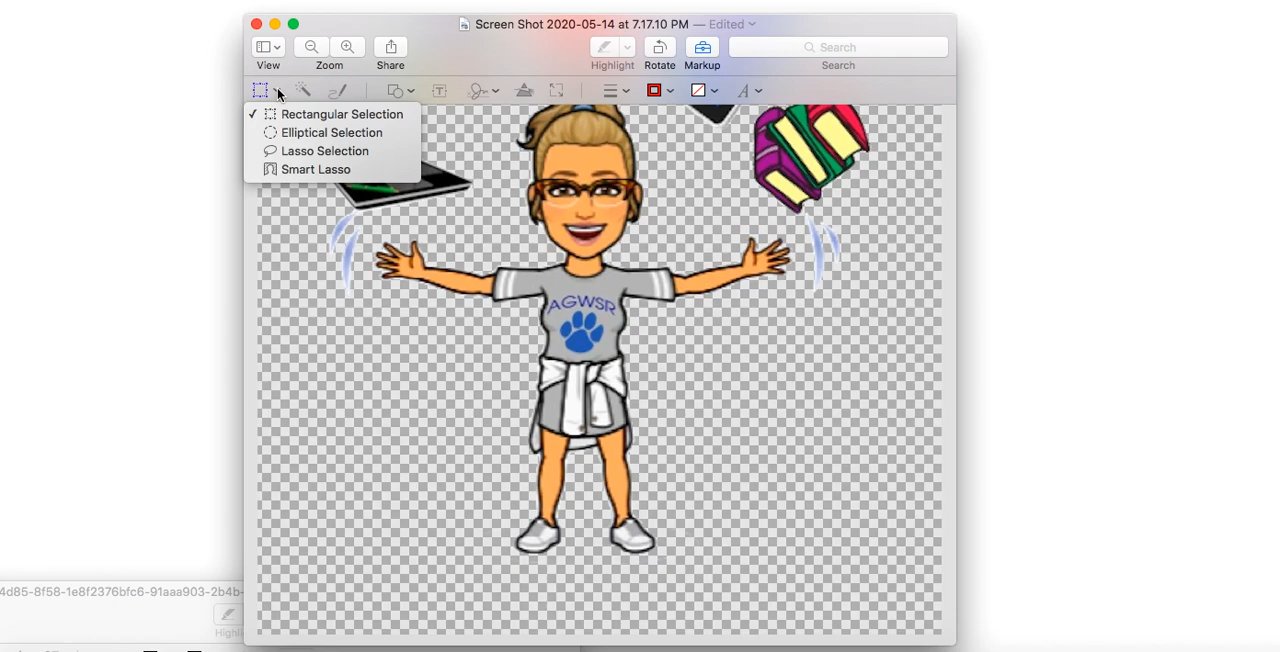 Screen Shot 2020-05-14 at 7.17.10 PM — Edited
Search
View Zoom Share Highlight Rotate Markup Search
✓ Rectangular Selection
Elliptical Selection
Lasso Selection
Smart Lasso
AGWSR
4d85-8f58-1e8f2376bfc6-91aaa903-2b4b-
Highli